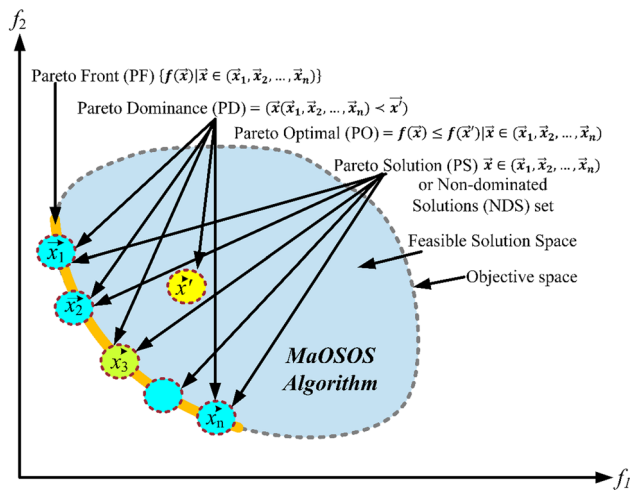 f₂
Pareto Front (PF) {f(x⃗)|x⃗ ∈ (x⃗₁, x⃗₂, ..., x⃗ₙ)}
Pareto Dominance (PD) = (x⃗(x⃗₁, x⃗₂, ..., x⃗ₙ) ≺ x⃗′)
Pareto Optimal (PO) = f(x⃗) ≤ f(x⃗′)|x⃗ ∈ (x⃗₁, x⃗₂, ..., x⃗ₙ)
Pareto Solution (PS) x⃗ ∈ (x⃗₁, x⃗₂, ..., x⃗ₙ)
or Non-dominated
Solutions (NDS) set
Feasible Solution Space
Objective space
x⃗₁
x⃗′
x⃗₂
x⃗₃
x⃗ₙ
MaOSOS
Algorithm
f₁